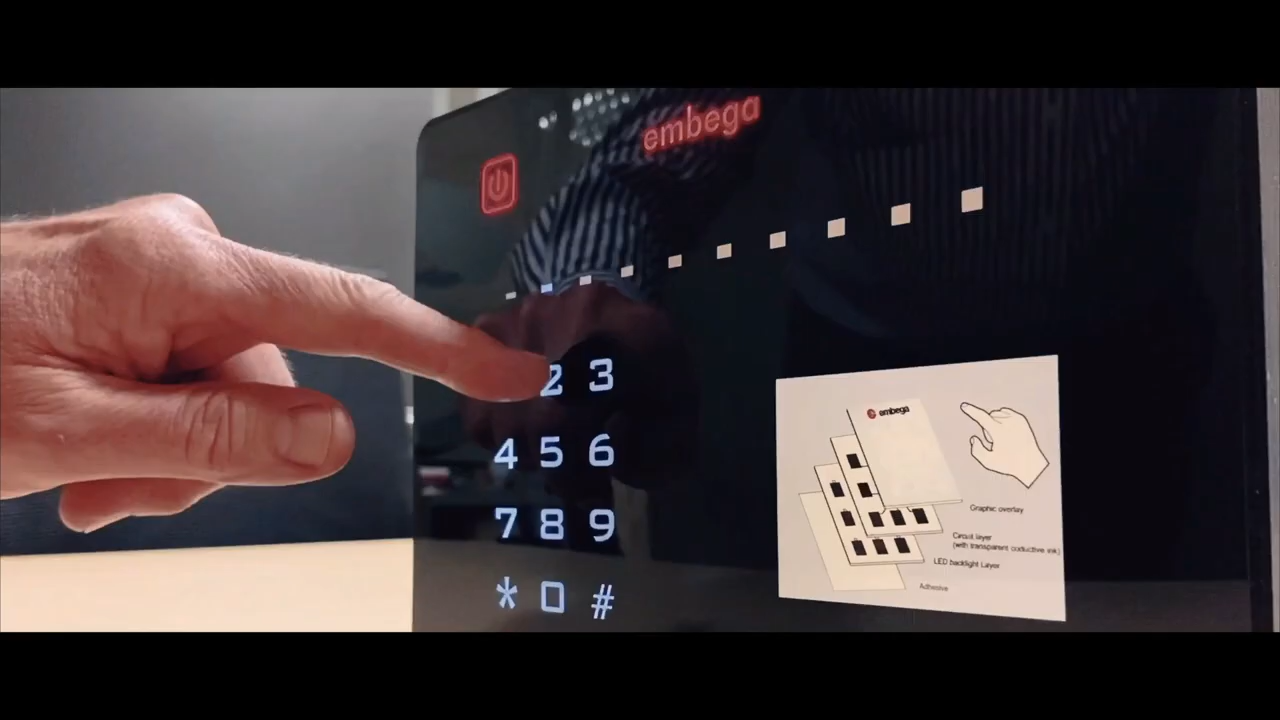 embega
2 3
4 5 6
7 8 9
* 0 #
embega
Graphic overlay
Circuit layer
(with transparent coductive ink)
LED backlight Layer
Adhesive